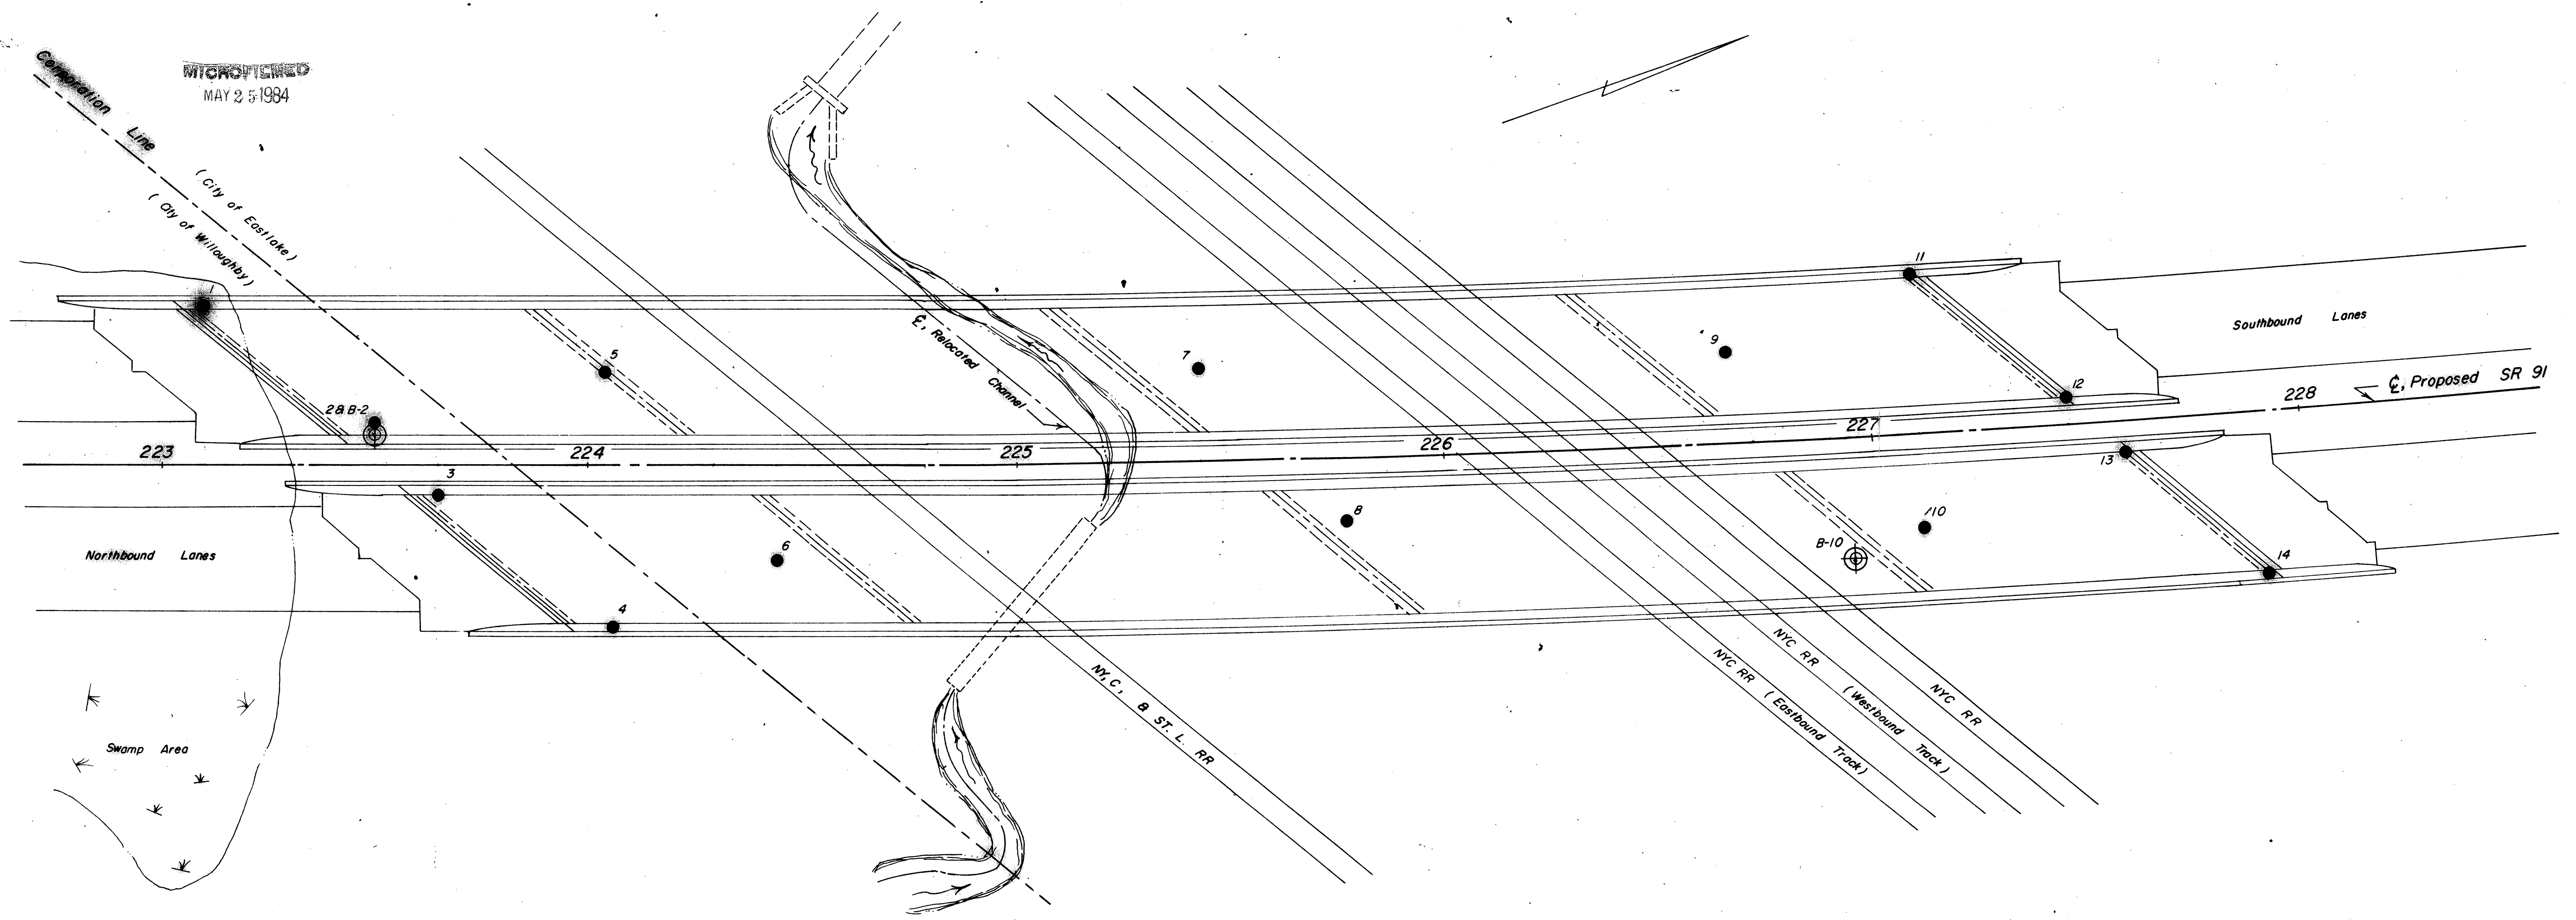 MICROFILMED
MAY 25 1984
Corporation Line
(City of Eastlake)
(City of Willoughby)
1
2 & B-2
3
4
5
6
7
8
9
10
B-10
11
12
13
14
℄, Relocated Channel
Southbound Lanes
℄, Proposed SR 91
223
224
225
226
227
228
Northbound Lanes
Swamp Area
NY, C, & ST. L. RR
NYC RR (Eastbound Track)
NYC RR (Westbound Track)
NYC RR